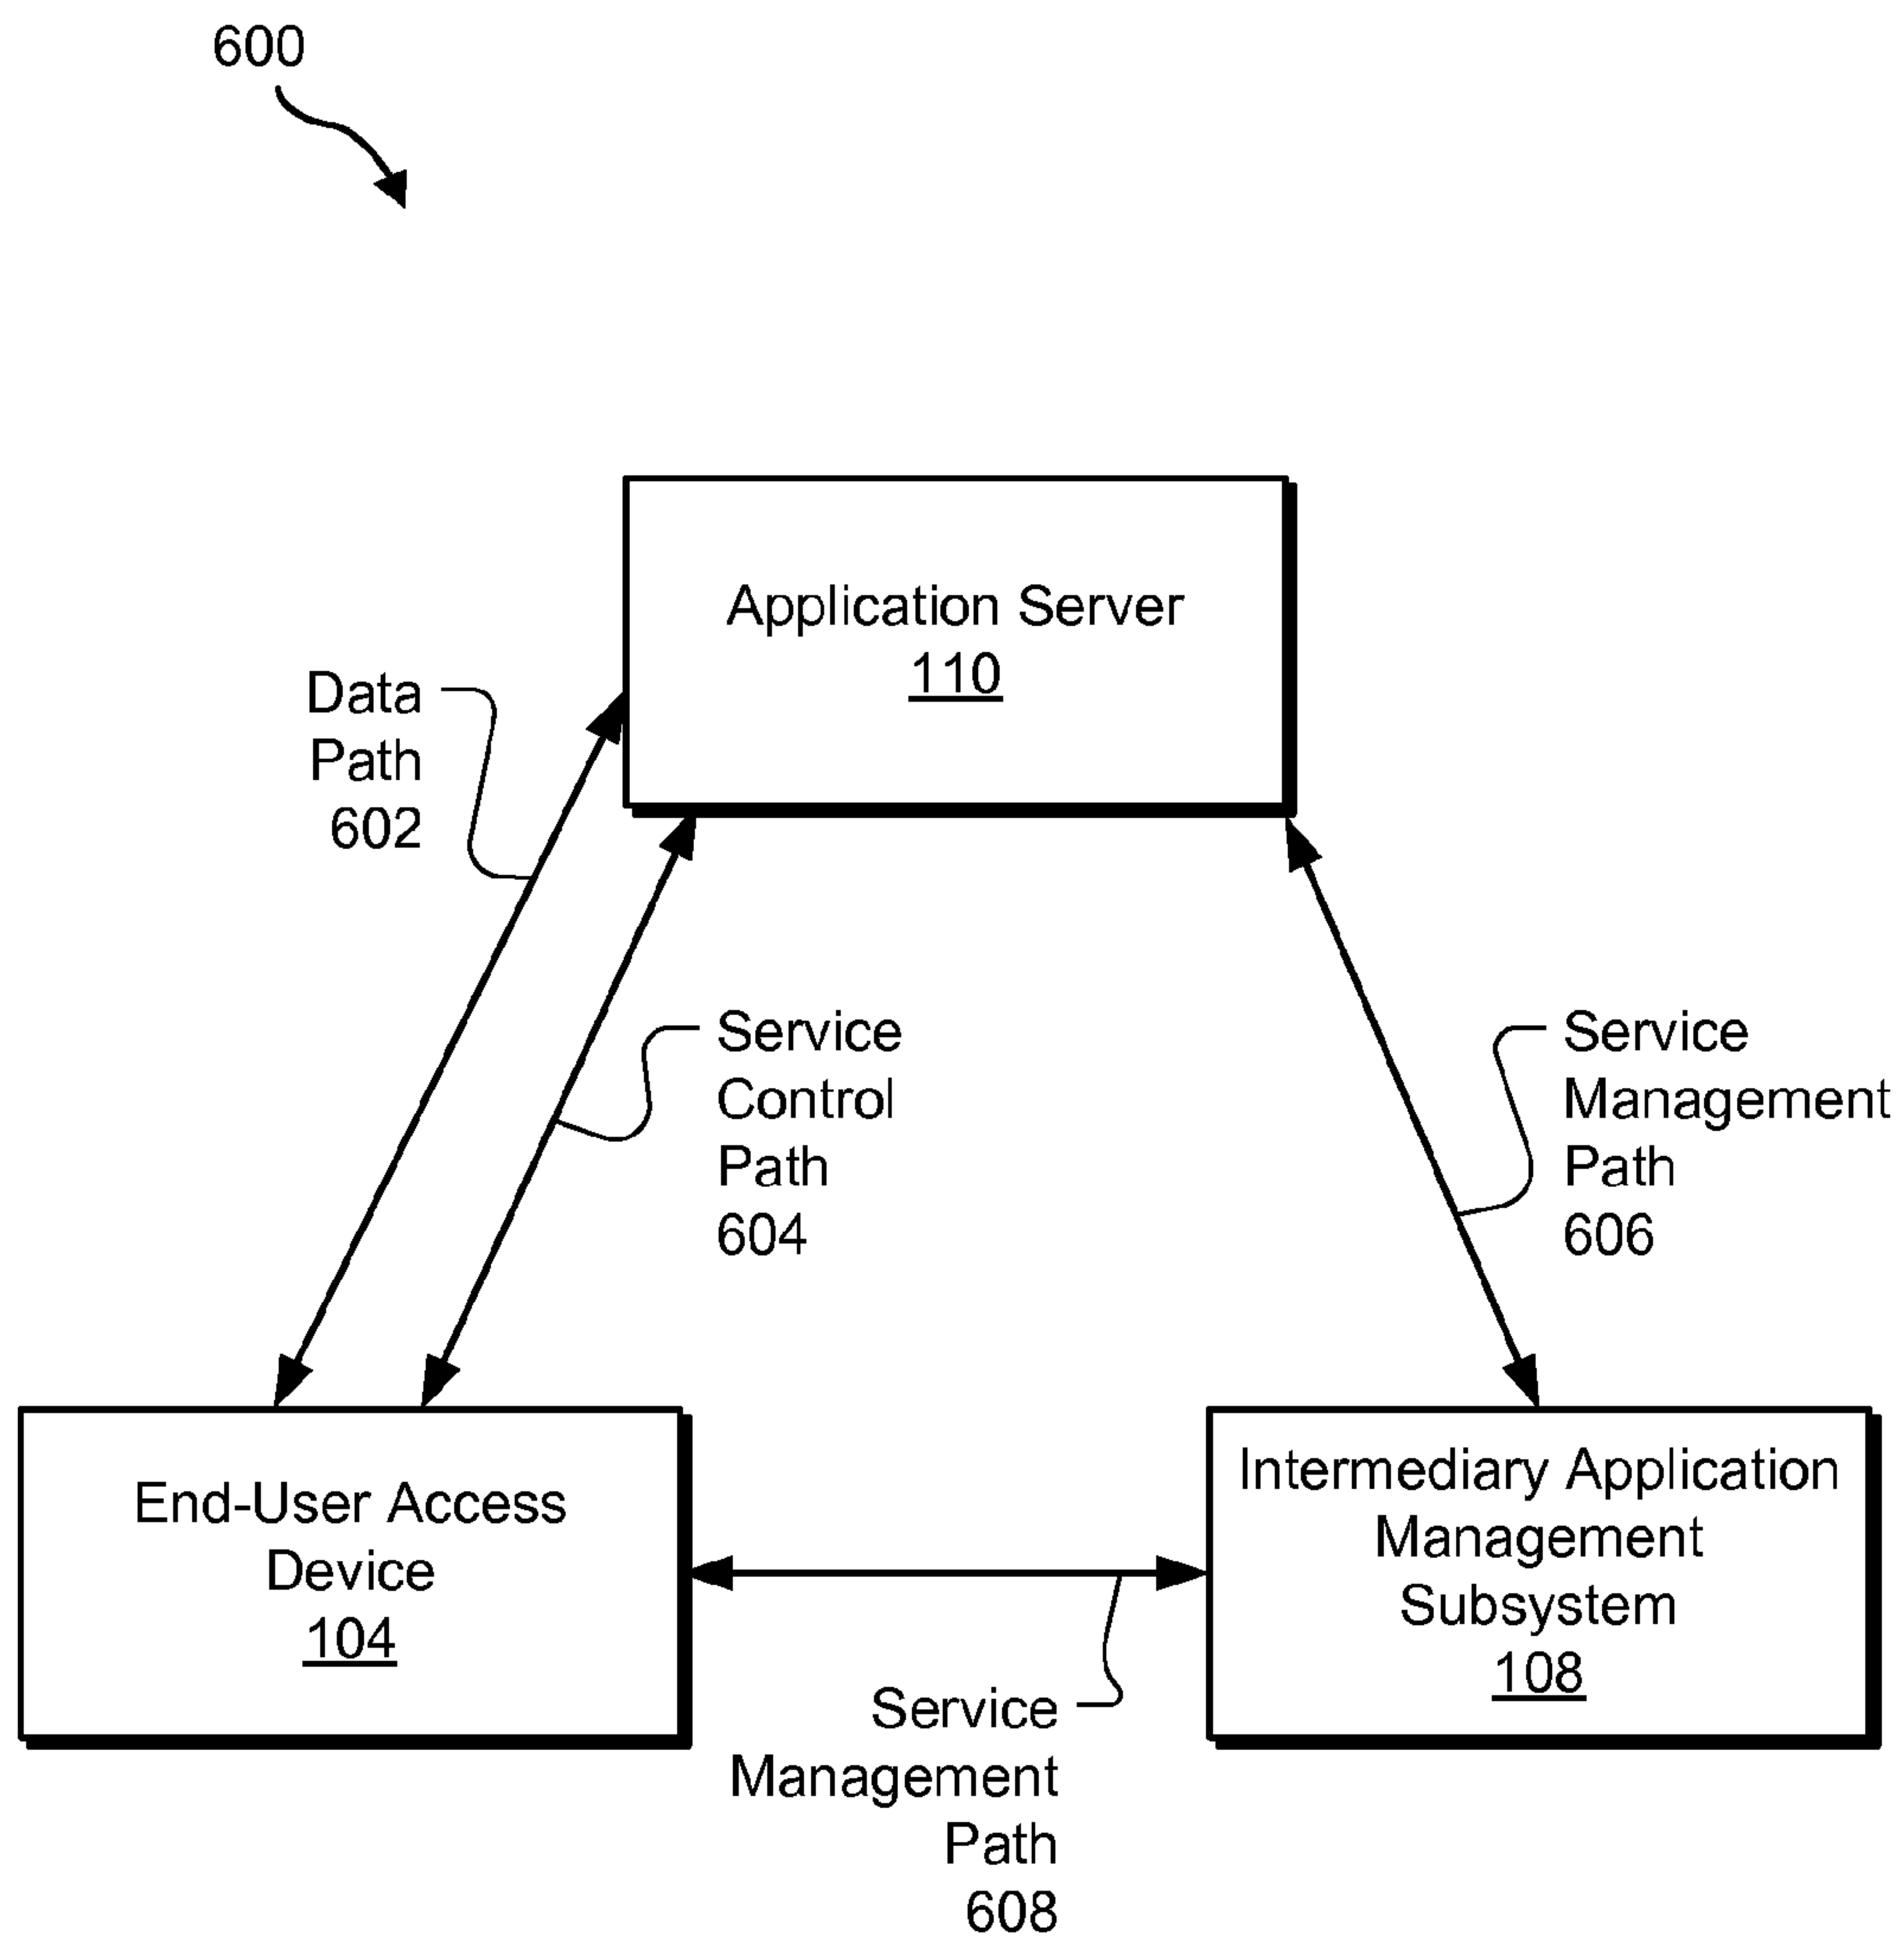 600
Application Server
110
Data
Path
602
Service
Control
Path
604
Service
Management
Path
606
End-User Access
Device
104
Intermediary Application
Management
Subsystem
108
Service
Management
Path
608